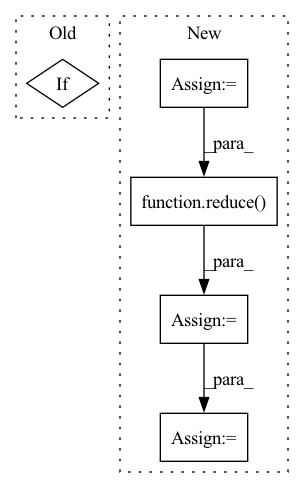 Old
New
If
Assign:=
_para_
function.reduce()
_para_
Assign:=
_para_
Assign:=